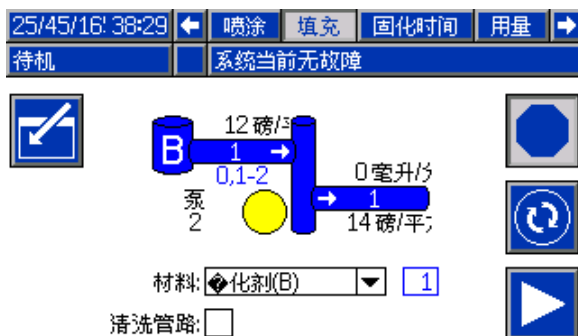 25/45/16! 38:29 喷涂 填充 固化时间 用量
待机 系统当前无故障
12 磅/
B 1
0,1-2
泵
2
0 毫升/分
1
14 磅/平
材料: �化剂(B) 1
清洗管路: